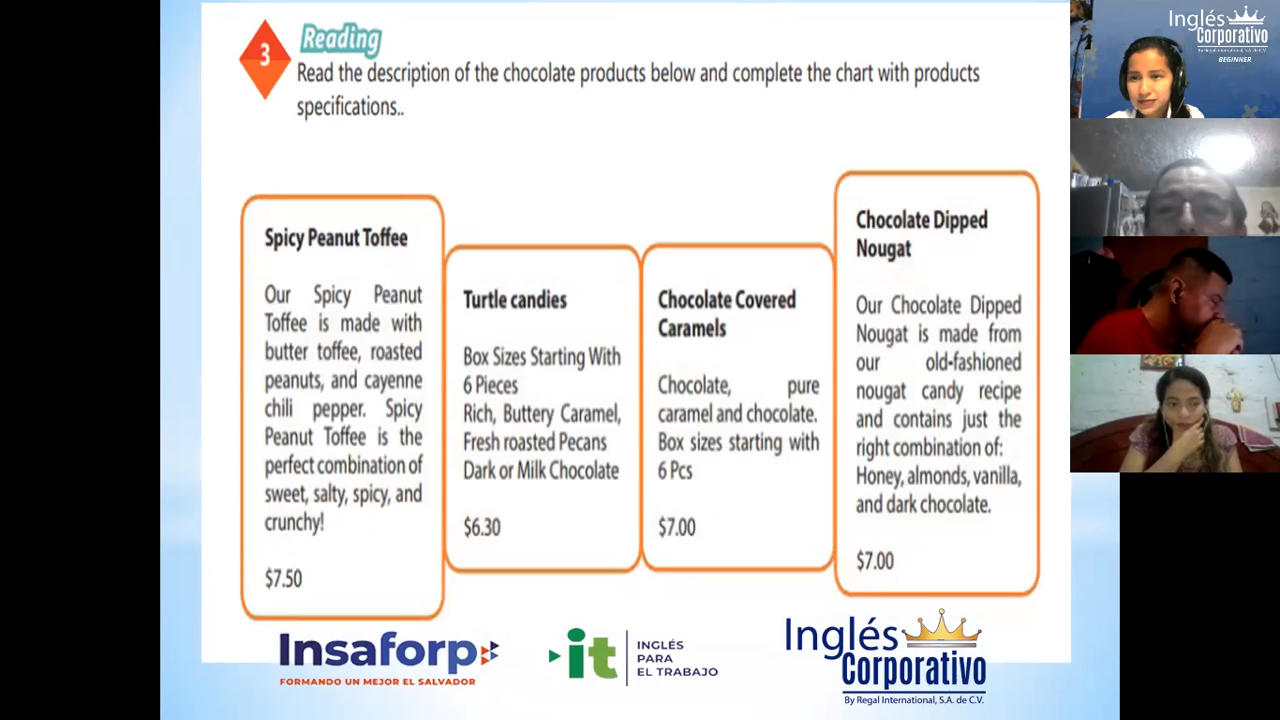 3
Reading
Read the description of the chocolate products below and complete the chart with products
specifications..
Spicy Peanut Toffee
Our Spicy Peanut
Toffee is made with
butter toffee, roasted
peanuts, and cayenne
chili pepper. Spicy
Peanut Toffee is the
perfect combination of
sweet, salty, spicy, and
crunchy!
$7.50
Turtle candies
Box Sizes Starting With
6 Pieces
Rich, Buttery Caramel,
Fresh roasted Pecans
Dark or Milk Chocolate
$6.30
Chocolate Covered
Caramels
Chocolate, pure
caramel and chocolate.
Box sizes starting with
6 Pcs
$7.00
Chocolate Dipped
Nougat
Our Chocolate Dipped
Nougat is made from
our old-fashioned
nougat candy recipe
and contains just the
right combination of:
Honey, almonds, vanilla,
and dark chocolate.
$7.00
Insaforp
FORMANDO UN MEJOR EL SALVADOR
it
INGLÉS
PARA
EL TRABAJO
Inglés
Corporativo
By Regal International, S.A. de C.V.
Inglés
Corporativo
By Regal International, S.A. de C.V.
BEGINNER